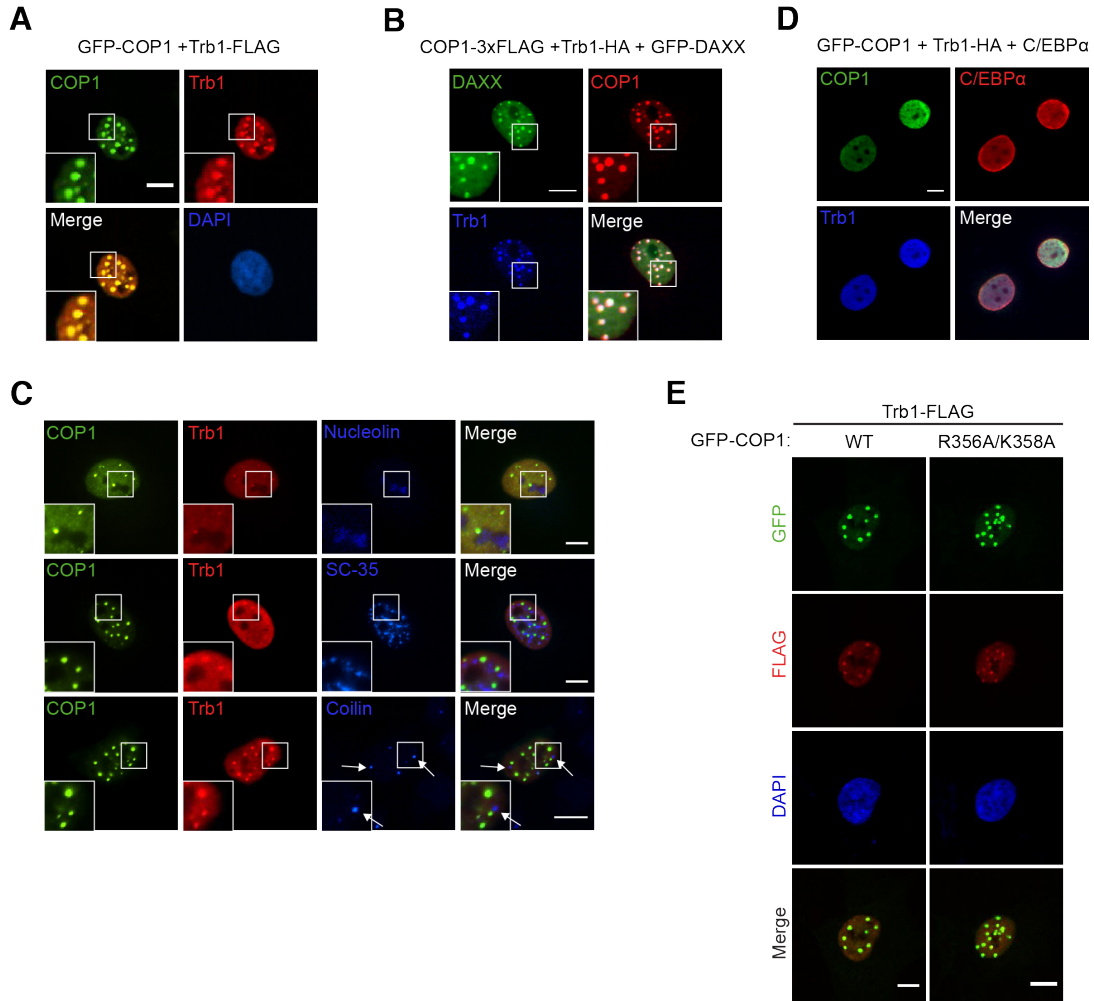 A
GFP-COP1 +Trb1-FLAG
COP1
Trb1
Merge
DAPI
B
COP1-3xFLAG +Trb1-HA + GFP-DAXX
DAXX
COP1
Trb1
Merge
D
GFP-COP1 + Trb1-HA + C/EBPα
COP1
C/EBPα
Trb1
Merge
C
COP1
Trb1
Nucleolin
Merge
COP1
Trb1
SC-35
Merge
COP1
Trb1
Coilin
Merge
E
Trb1-FLAG
GFP-COP1:
WT
R356A/K358A
GFP
FLAG
DAPI
Merge